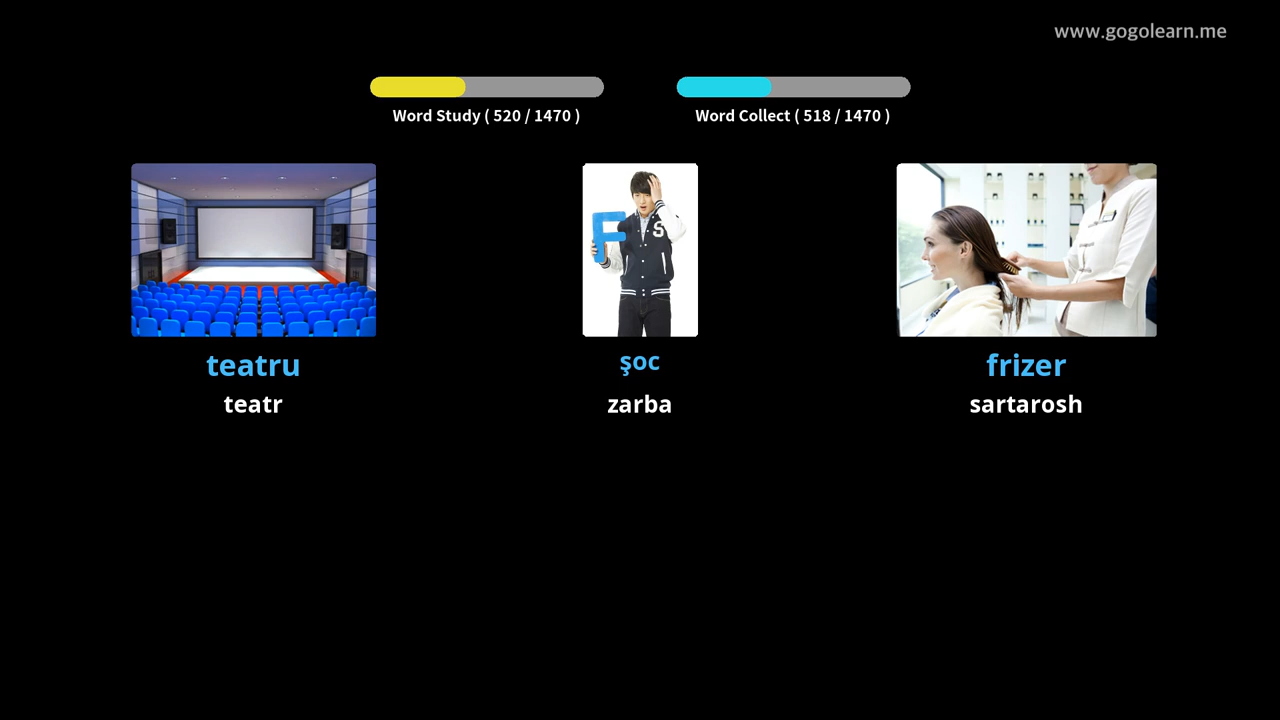 www.gogolearn.me
Word Study ( 520 / 1470 )
Word Collect ( 518 / 1470 )
F
S
teatru
şoc
frizer
teatr
zarba
sartarosh